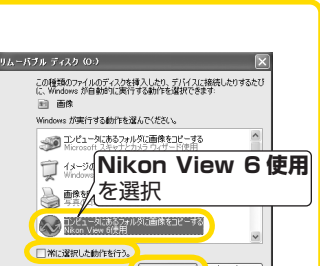 リムーバブル ディスク (O:)
この種類のファイルのディスクを挿入したり、デバイスに接続したりするたび
に、Windows が自動的に実行する動作を選択できます:
画像
Windows が実行する動作を選んでください。
コンピュータにあるフォルダに画像をコピーする
Microsoft スキャナとカメラ ウィザード使用
イメージの
Windows
Nikon View 6 使用
を選択
画像を
写真の
コンピュータにあるフォルダに画像をコピーする
Nikon View 6使用
常に選択した動作を行う。